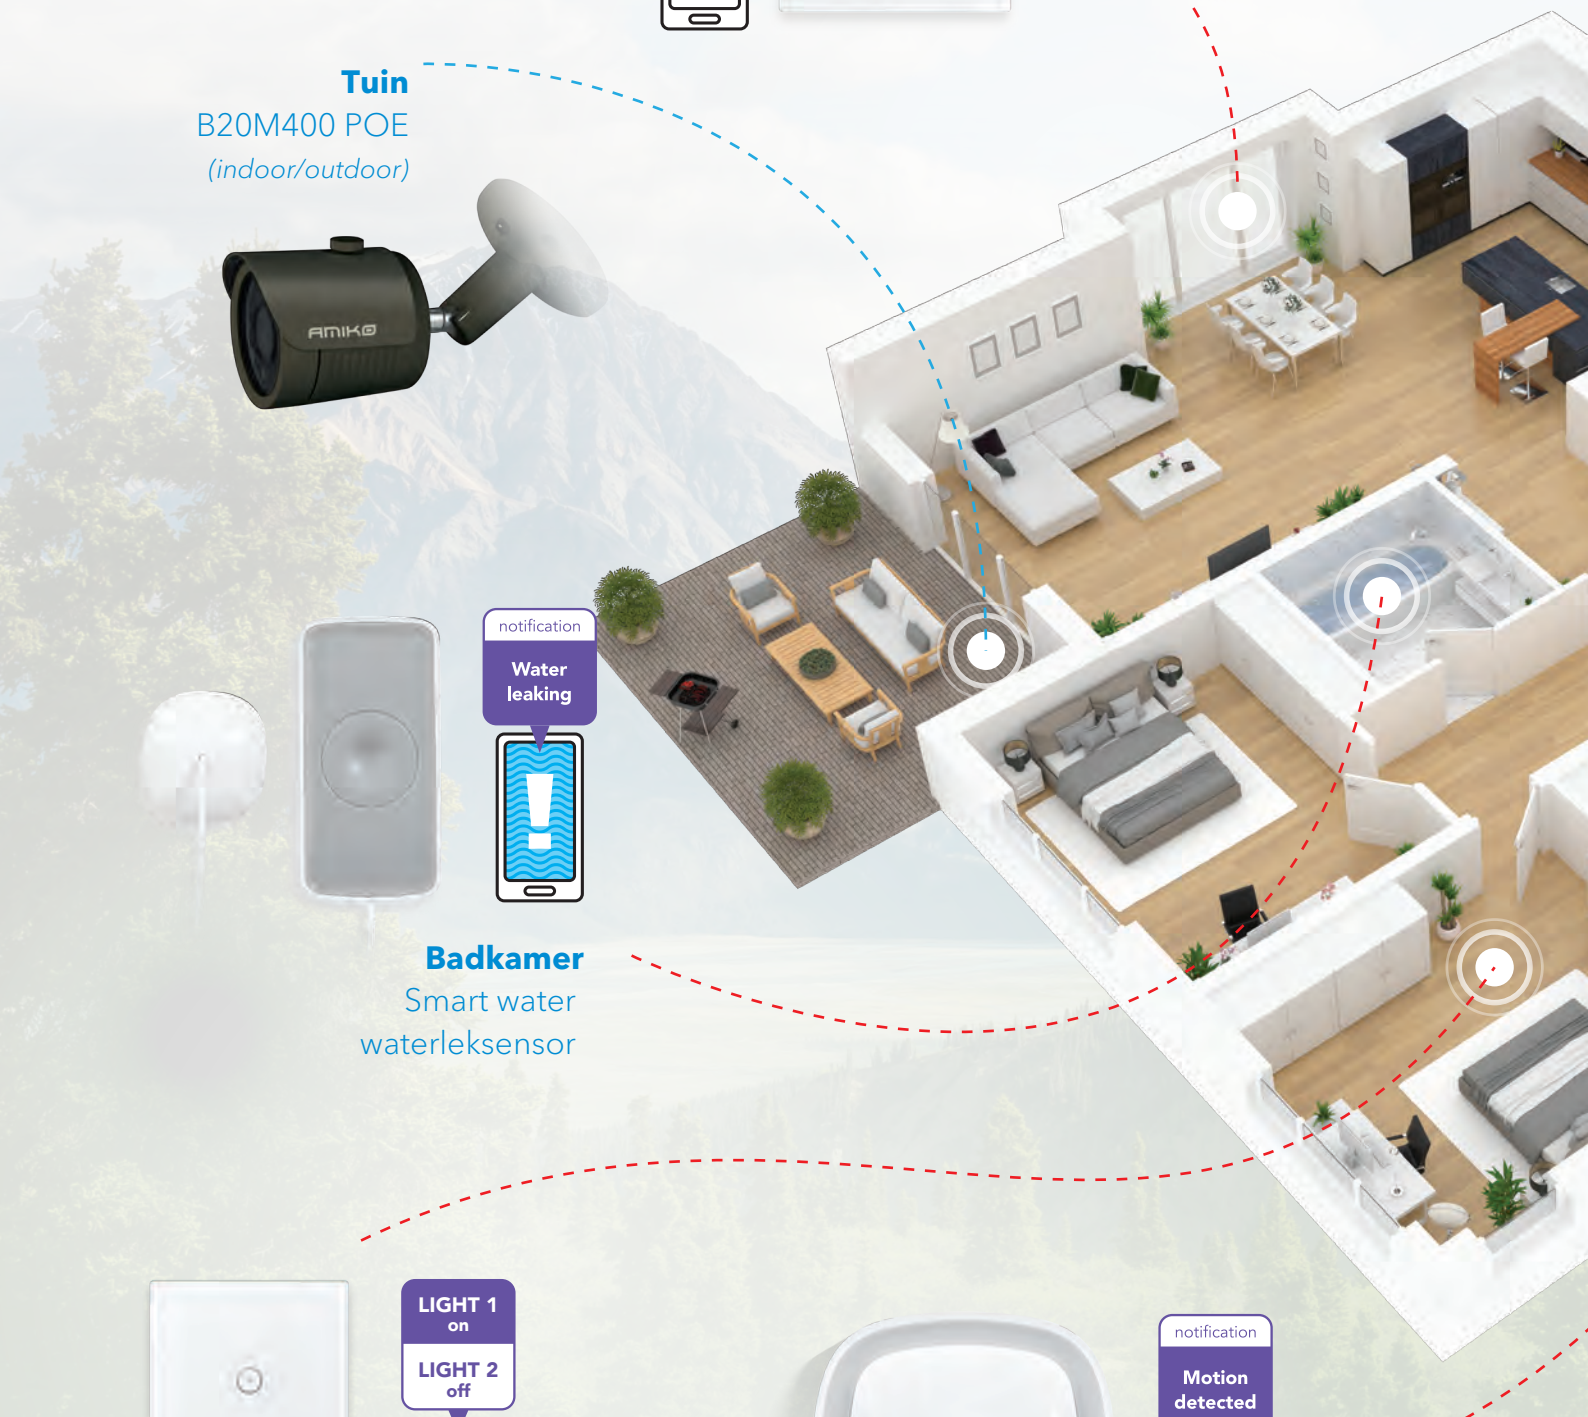 Tuin
B20M400 POE
(indoor/outdoor)
AMIKO
notification
Water
leaking
Badkamer
Smart water
waterleksensor
LIGHT 1
on
LIGHT 2
off
notification
Motion
detected